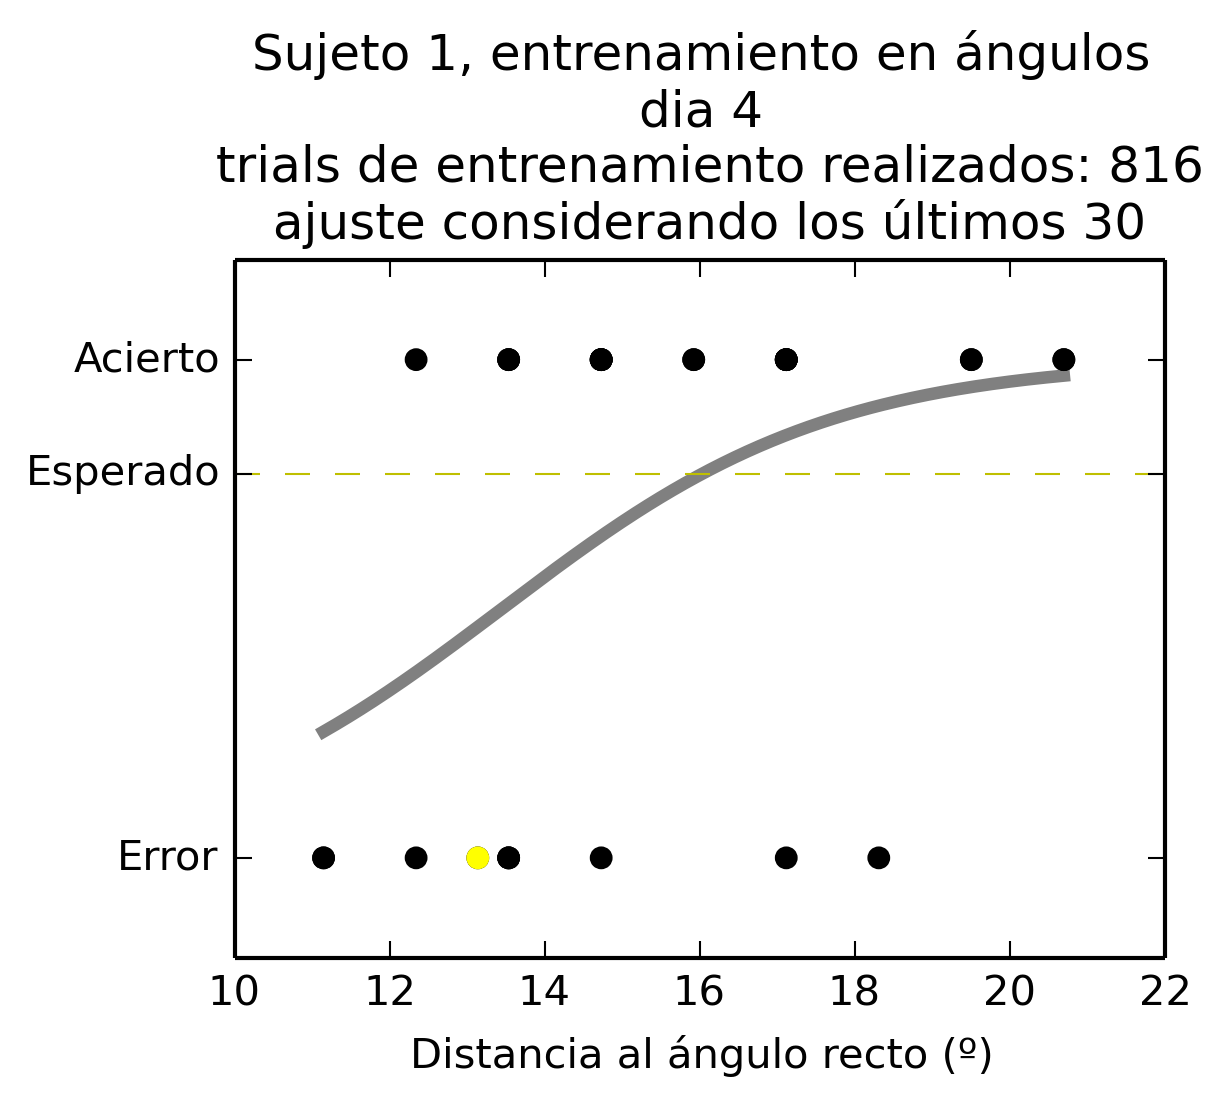 Sujeto 1, entrenamiento en ángulos
dia 4
trials de entrenamiento realizados: 816
ajuste considerando los últimos 30
Acierto
Esperado
Error
10 12 14 16 18 20 22
Distancia al ángulo recto (º)